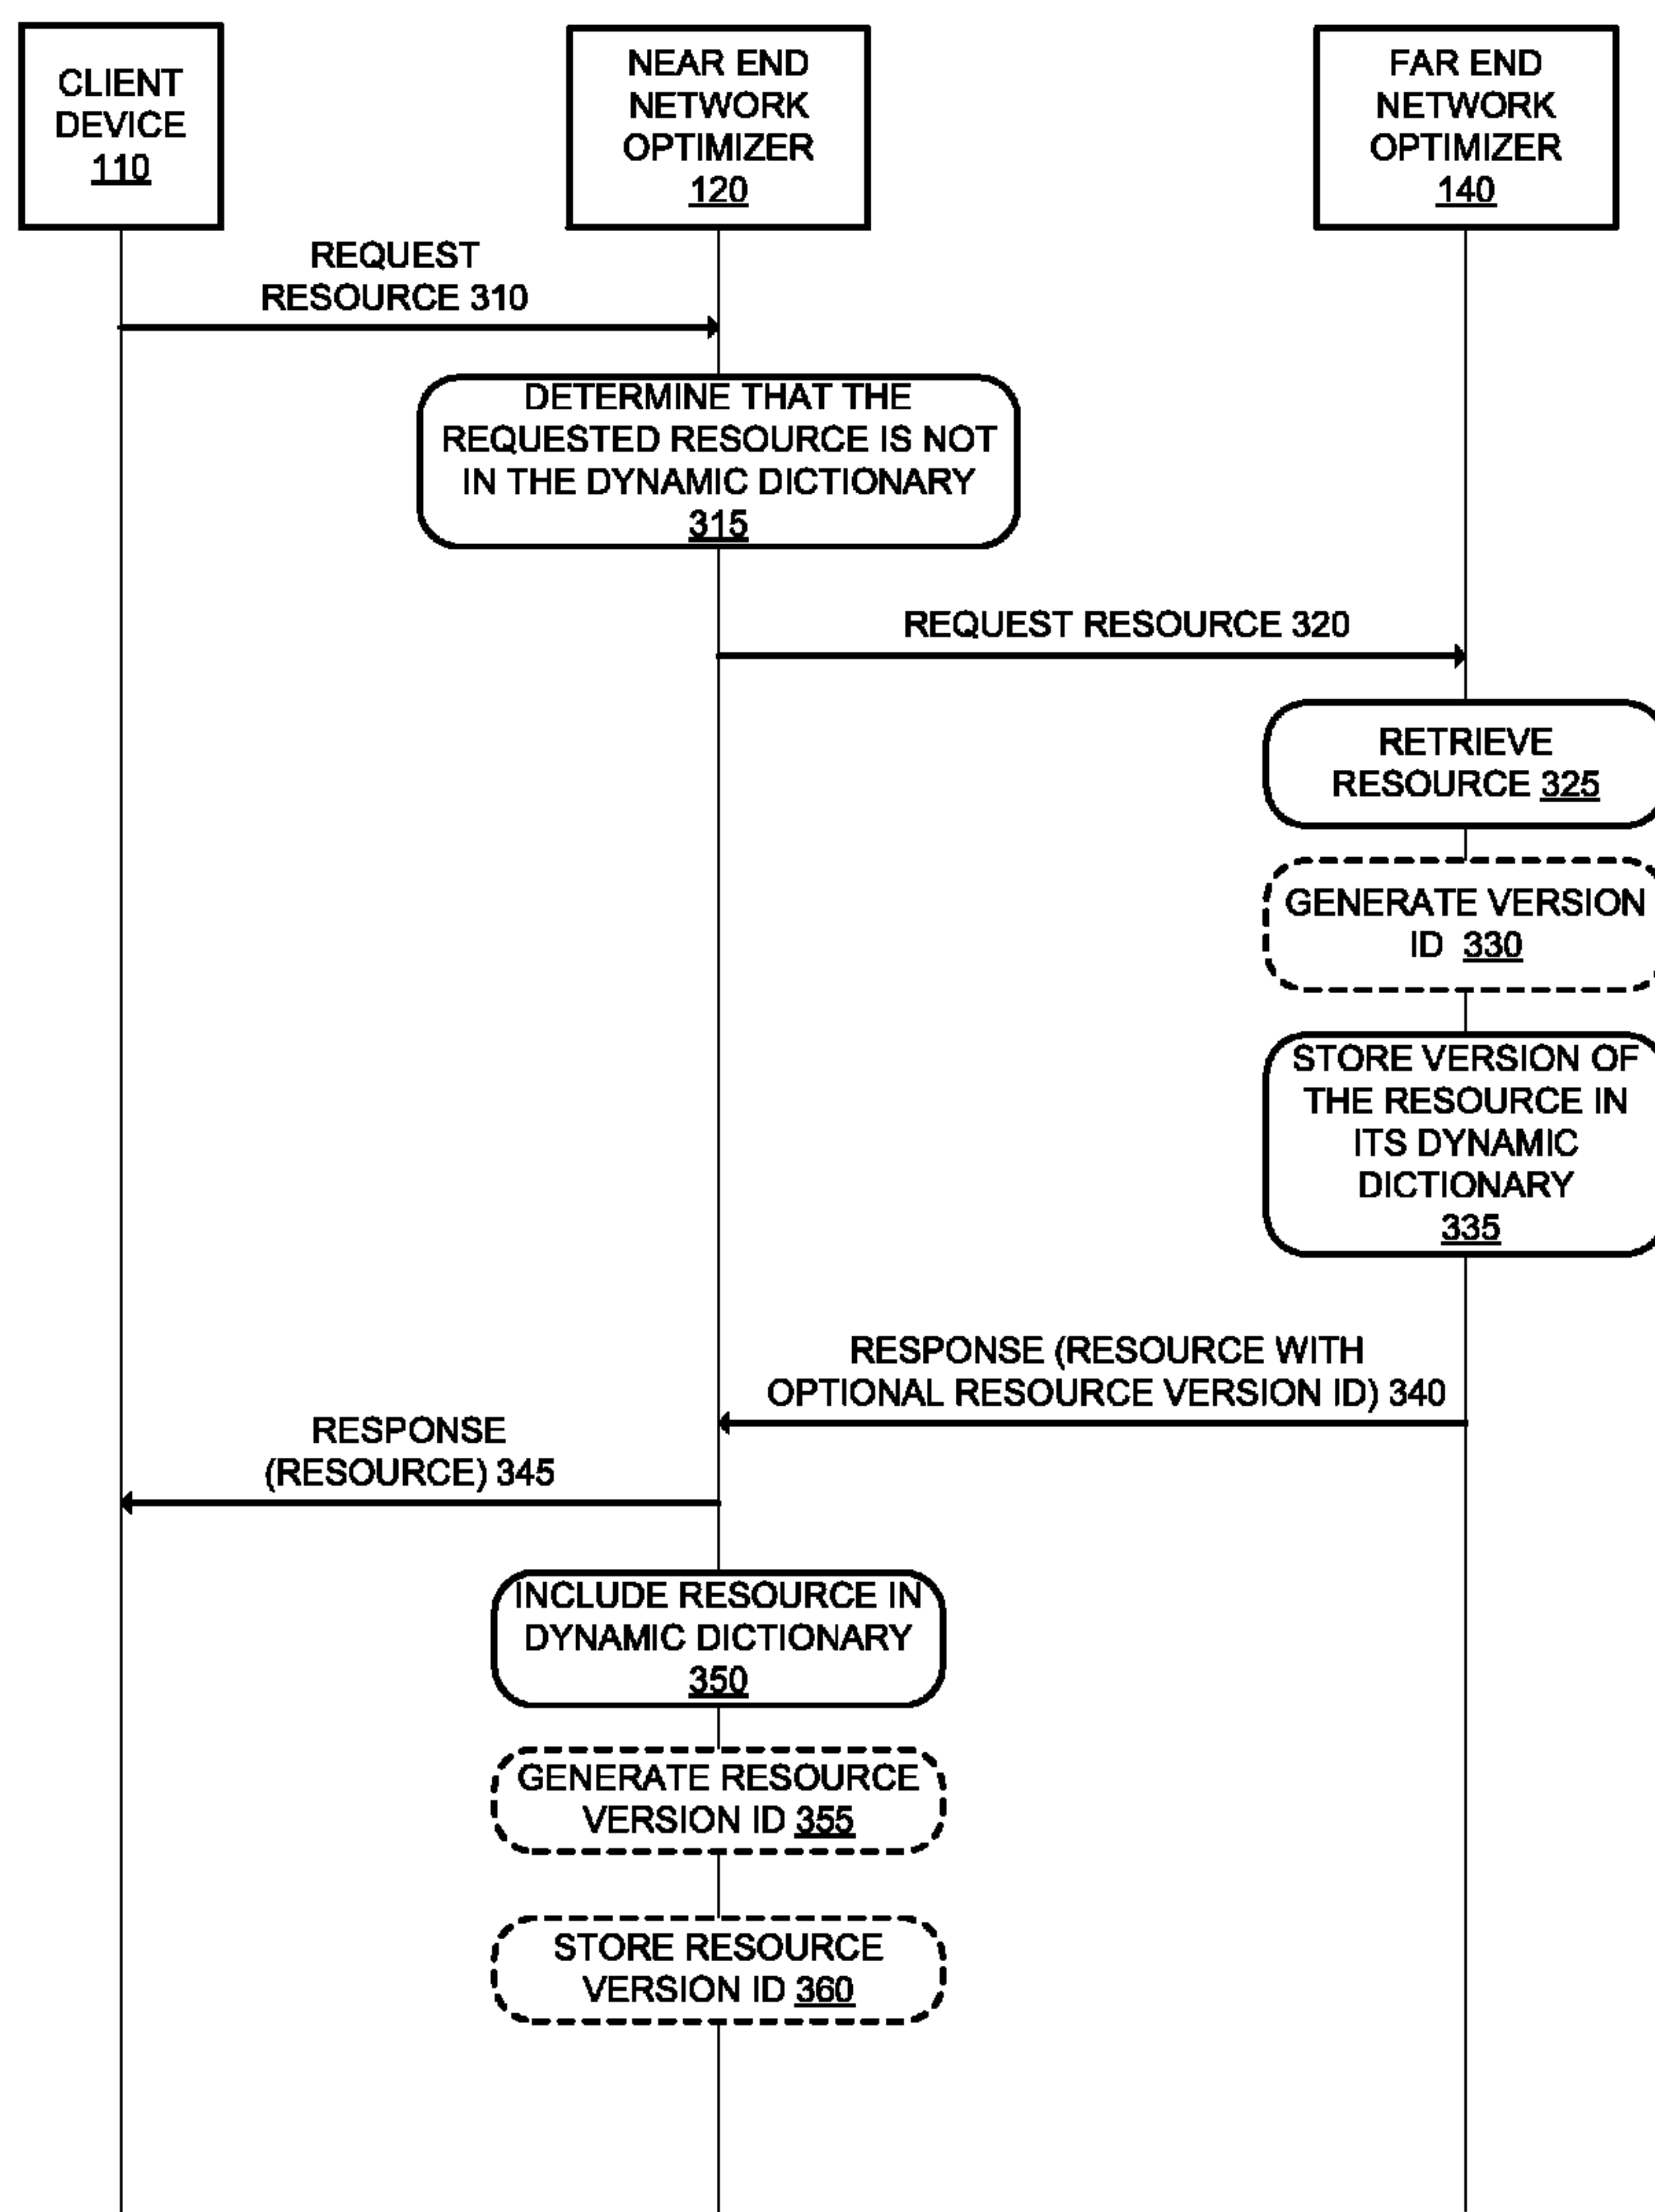 CLIENT
DEVICE
110
NEAR END
NETWORK
OPTIMIZER
120
FAR END
NETWORK
OPTIMIZER
140
REQUEST
RESOURCE 310
DETERMINE THAT THE
REQUESTED RESOURCE IS NOT
IN THE DYNAMIC DICTIONARY
315
REQUEST RESOURCE 320
RETRIEVE
RESOURCE 325
GENERATE VERSION
ID 330
STORE VERSION OF
THE RESOURCE IN
ITS DYNAMIC
DICTIONARY
335
RESPONSE (RESOURCE WITH
OPTIONAL RESOURCE VERSION ID) 340
RESPONSE
(RESOURCE) 345
INCLUDE RESOURCE IN
DYNAMIC DICTIONARY
350
GENERATE RESOURCE
VERSION ID 355
STORE RESOURCE
VERSION ID 360